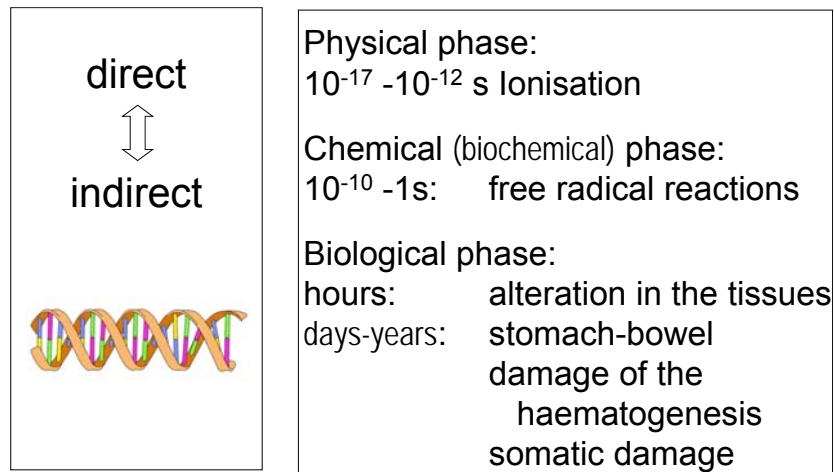 direct
indirect
Physical phase:
10⁻¹⁷ -10⁻¹² s Ionisation
Chemical (biochemical) phase:
10⁻¹⁰ -1s: free radical reactions
Biological phase:
hours: alteration in the tissues
days-years: stomach-bowel
damage of the
haematogenesis
somatic damage